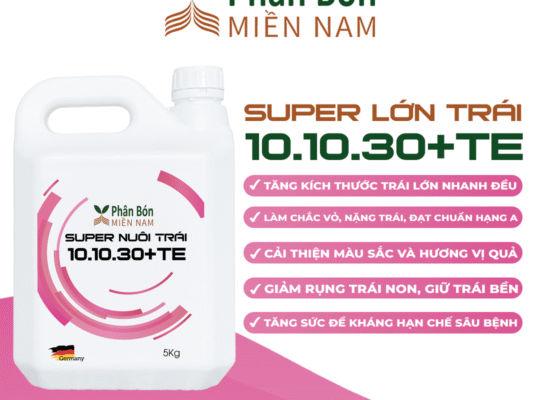 Phân Bón
MIỀN NAM
SUPER LỚN TRÁI
10.10.30+TE
✓ TĂNG KÍCH THƯỚC TRÁI LỚN NHANH ĐỀU
✓ LÀM CHẮC VỎ, NẶNG TRÁI, ĐẠT CHUẨN HẠNG A
✓ CẢI THIỆN MÀU SẮC VÀ HƯƠNG VỊ QUẢ
✓ GIẢM RỤNG TRÁI NON, GIỮ TRÁI BỀN
✓ TĂNG SỨC ĐỀ KHÁNG HẠN CHẾ SÂU BỆNH
Phân Bón
MIỀN NAM
SUPER NUÔI TRÁI
10.10.30+TE
Germany
5Kg